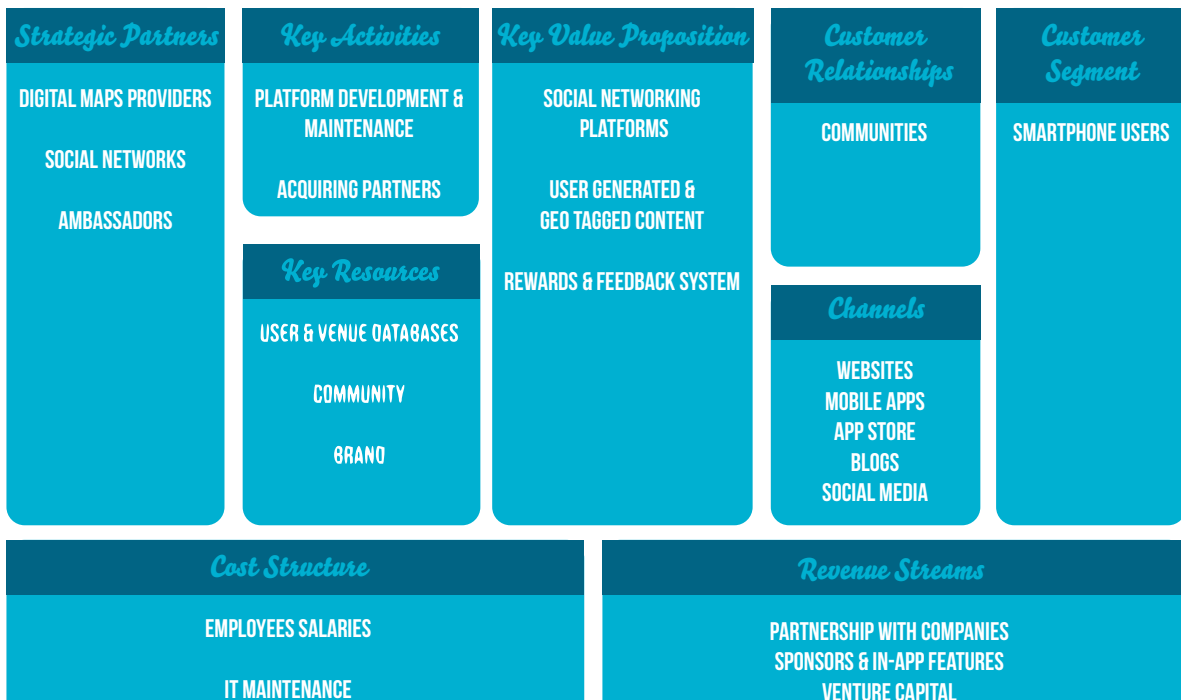 Strategic Partners
DIGITAL MAPS PROVIDERS
SOCIAL NETWORKS
AMBASSADORS
Key Activities
PLATFORM DEVELOPMENT &
MAINTENANCE
ACQUIRING PARTNERS
Key Resources
USER & VENUE DATABASES
COMMUNITY
BRAND
Key Value Proposition
SOCIAL NETWORKING
PLATFORMS
USER GENERATED &
GEO TAGGED CONTENT
REWARDS & FEEDBACK SYSTEM
Customer
Relationships
COMMUNITIES
Channels
WEBSITES
MOBILE APPS
APP STORE
BLOGS
SOCIAL MEDIA
Customer
Segment
SMARTPHONE USERS
Cost Structure
EMPLOYEES SALARIES
IT MAINTENANCE
Revenue Streams
PARTNERSHIP WITH COMPANIES
SPONSORS & IN-APP FEATURES
VENTURE CAPITAL